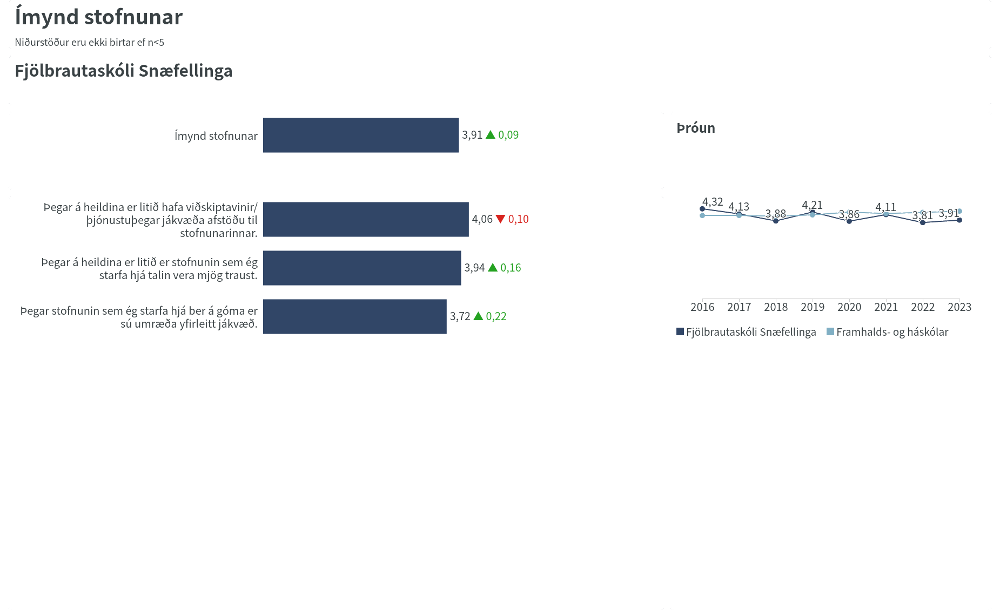 Ímynd stofnunar
Niðurstöður eru ekki birtar ef n<5
Fjölbrautaskóli Snæfellinga
Ímynd stofnunar
3,91 ▲ 0,09
Þegar á heildina er litið hafa viðskiptavinir/
þjónustuþegar jákvæða afstöðu til
stofnunarinnar.
4,06 ▼ 0,10
Þegar á heildina er litið er stofnunin sem ég
starfa hjá talin vera mjög traust.
3,94 ▲ 0,16
Þegar stofnunin sem ég starfa hjá ber á góma er
sú umræða yfirleitt jákvæð.
3,72 ▲ 0,22
Þróun
4,32 4,13 3,88 4,21 3,86 4,11 3,81 3,91
2016 2017 2018 2019 2020 2021 2022 2023
Fjölbrautaskóli Snæfellinga Framhalds- og háskólar